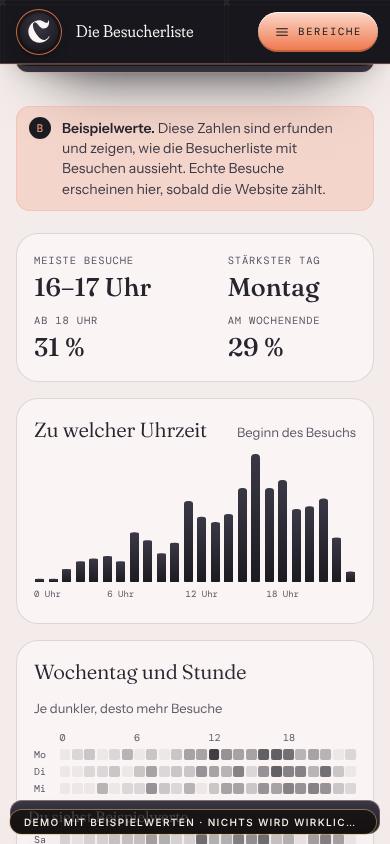 C Die Besucherliste BEREICHE
B Beispielwerte. Diese Zahlen sind erfunden
und zeigen, wie die Besucherliste mit
Besuchen aussieht. Echte Besuche
erscheinen hier, sobald die Website zählt.
MEISTE BESUCHE STÄRKSTER TAG
16–17 Uhr Montag
AB 18 UHR AM WOCHENENDE
31 % 29 %
Zu welcher Uhrzeit Beginn des Besuchs
0 Uhr 6 Uhr 12 Uhr 18 Uhr
Wochentag und Stunde
Je dunkler, desto mehr Besuche
0 6 12 18
Mo
Di
Mi
Du siehst Beispielwerte
DEMO MIT BEISPIELWERTEN · NICHTS WIRD WIRKLIC…
Sa